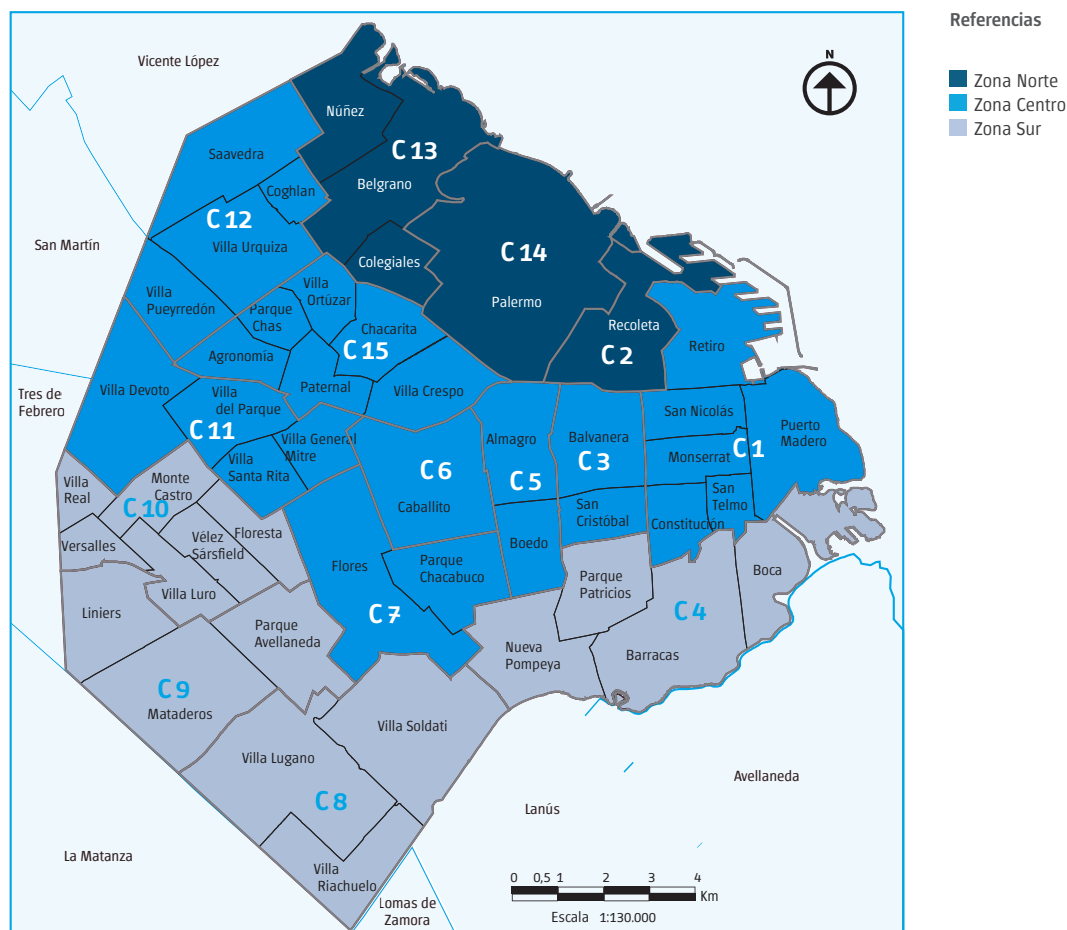 Referencias
Zona Norte
Zona Centro
Zona Sur
N
Vicente López
Núñez
C 13
Saavedra
Belgrano
Coghlan
C 12
San Martín
Villa Urquiza
C 14
Colegiales
Villa
Ortúzar
Villa
Pueyrredón
Palermo
Parque
Chas
Chacarita
Recoleta
C 15
C 2
Retiro
Agronomía
Tres de
Febrero
Villa Devoto
Paternal
Villa Crespo
Villa
del Parque
San Nicolás
C 11
Almagro
Balvanera
Puerto
Madero
Villa General
Mitre
C 1
Monserrat
Villa
Santa Rita
C 6
C 5
C 3
Villa
Real
Monte
Castro
C 10
San
Telmo
Caballito
San
Cristóbal
Constitución
Floresta
Vélez
Sársfield
Versalles
Boedo
Flores
Parque
Chacabuco
Boca
Parque
Patricios
Villa Luro
Liniers
C 7
C 4
Parque
Avellaneda
Nueva
Pompeya
Barracas
C 9
Mataderos
Villa Soldati
Villa Lugano
Avellaneda
C 8
Lanús
La Matanza
Villa
Riachuelo
Lomas de
Zamora
0 0,5 1 2 3 4
Km
Escala 1:130.000